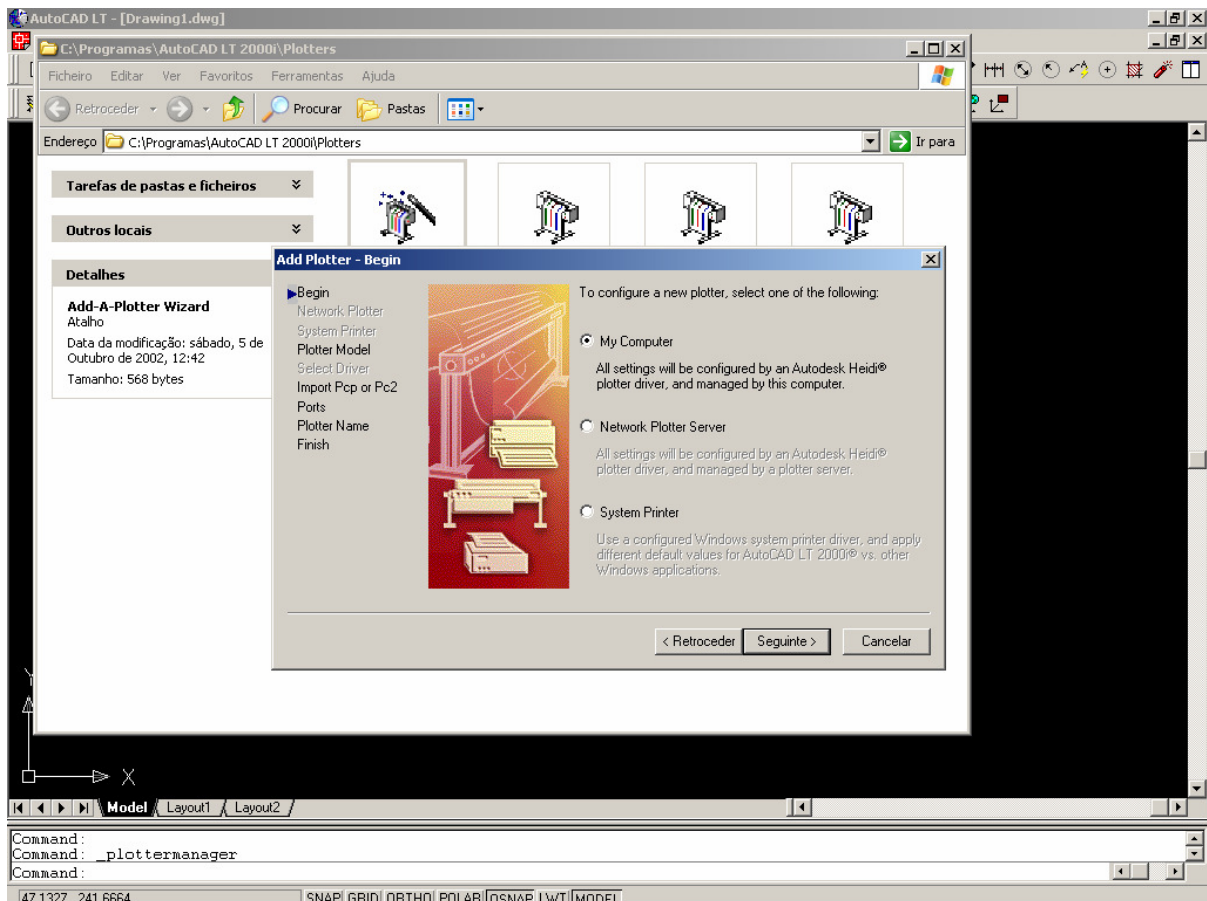 AutoCAD LT - [Drawing1.dwg]
C:\Programas\AutoCAD LT 2000i\Plotters
Ficheiro Editar Ver Favoritos Ferramentas Ajuda
Retroceder Procurar Pastas
Endereço C:\Programas\AutoCAD LT 2000i\Plotters Ir para
Tarefas de pastas e ficheiros
Outros locais
Detalhes
Add-A-Plotter Wizard
Atalho
Data da modificação: sábado, 5 de
Outubro de 2002, 12:42
Tamanho: 568 bytes
Add Plotter - Begin
Begin
Network Plotter
System Printer
Plotter Model
Select Driver
Import Pcp or Pc2
Ports
Plotter Name
Finish
To configure a new plotter, select one of the following:
My Computer
All settings will be configured by an Autodesk Heidi®
plotter driver, and managed by this computer.
Network Plotter Server
All settings will be configured by an Autodesk Heidi®
plotter driver, and managed by a plotter server.
System Printer
Use a configured Windows system printer driver, and apply
different default values for AutoCAD LT 2000i® vs. other
Windows applications.
< Retroceder Seguinte > Cancelar
Y
X
Model Layout1 Layout2
Command:
Command: _plottermanager
Command:
47.1327, 241.6664 SNAP GRID ORTHO POLAR OSNAP LWT MODEL